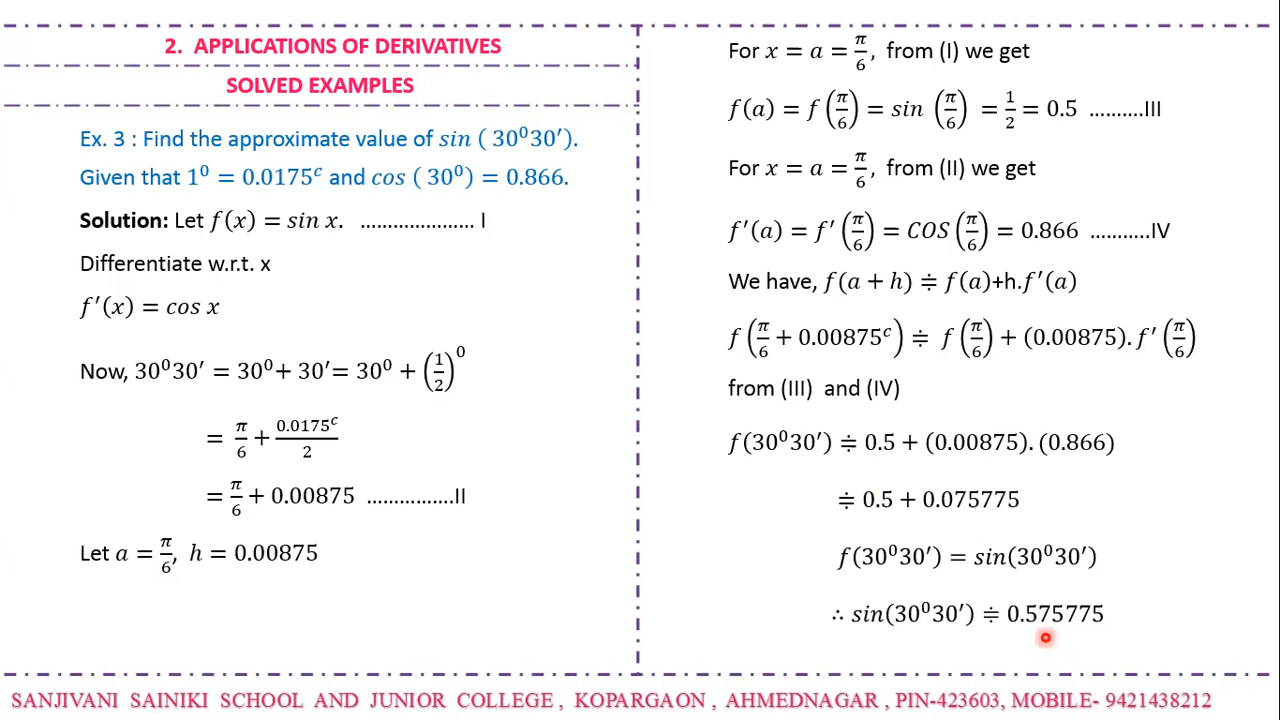 2. APPLICATIONS OF DERIVATIVES
SOLVED EXAMPLES
Ex. 3 : Find the approximate value of sin ( 30⁰30′).
Given that 1⁰ = 0.0175ᶜ and cos ( 30⁰) = 0.866.
Solution: Let f(x) = sin x. ..................... I
Differentiate w.r.t. x
f′(x) = cos x
Now, 30⁰30′ = 30⁰+ 30′= 30⁰ + (1/2)⁰
= π/6 + 0.0175ᶜ/2
= π/6 + 0.00875 ................II
Let a = π/6, h = 0.00875
For x = a = π/6, from (I) we get
f(a) = f (π/6) = sin (π/6) = 1/2 = 0.5 ..........III
For x = a = π/6, from (II) we get
f′(a) = f′ (π/6) = COS (π/6) = 0.866 ...........IV
We have, f(a + h) ≑ f(a)+h.f′(a)
f (π/6 + 0.00875ᶜ) ≑ f (π/6) + (0.00875). f′ (π/6)
from (III) and (IV)
f(30⁰30′) ≑ 0.5 + (0.00875). (0.866)
≑ 0.5 + 0.075775
f(30⁰30′) = sin(30⁰30′)
∴ sin(30⁰30′) ≑ 0.575775
SANJIVANI SAINIKI SCHOOL AND JUNIOR COLLEGE , KOPARGAON , AHMEDNAGAR , PIN-423603, MOBILE- 9421438212